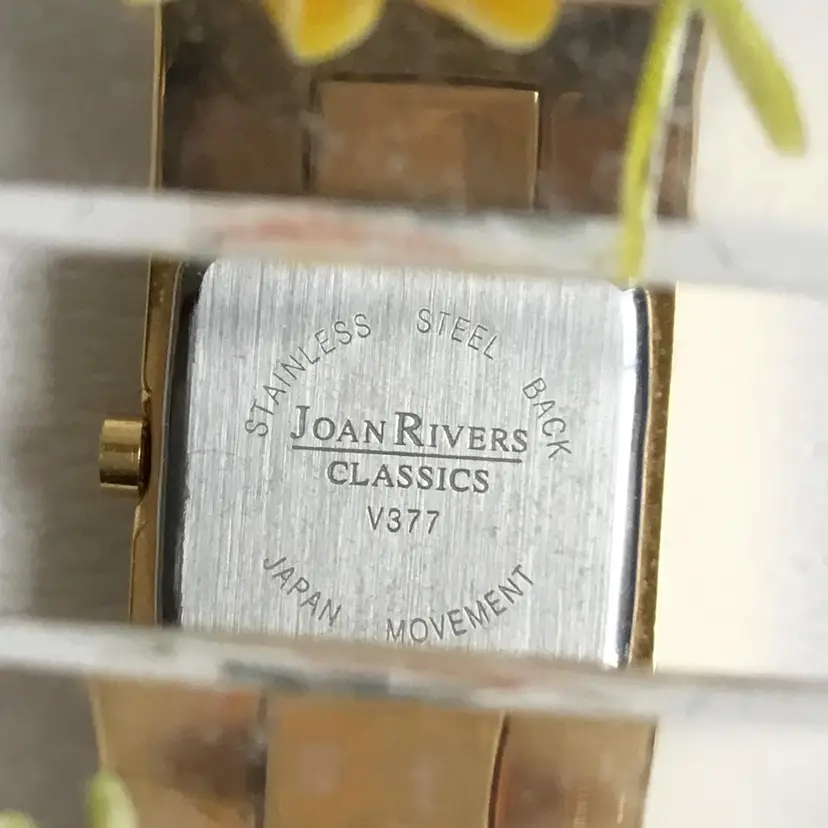 STAINLESS STEEL BACK
JOAN RIVERS
CLASSICS
V377
JAPAN MOVEMENT